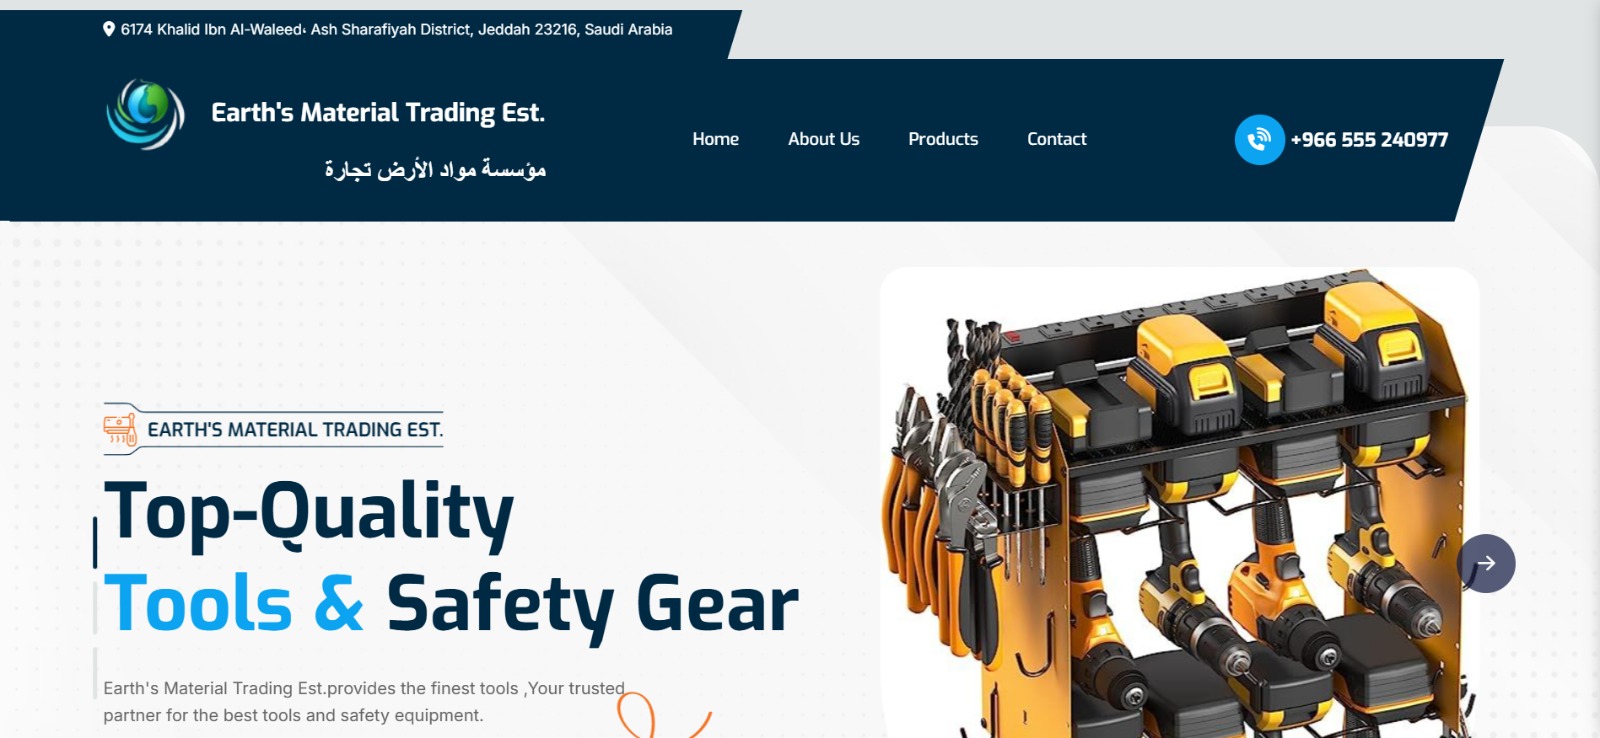 6174 Khalid Ibn Al-Waleed، Ash Sharafiyah District, Jeddah 23216, Saudi Arabia
Earth's Material Trading Est.
مؤسسة مواد الأرض تجارة
Home
About Us
Products
Contact
+966 555 240977
EARTH'S MATERIAL TRADING EST.
Top-Quality
Tools & Safety Gear
Earth's Material Trading Est.provides the finest tools ,Your trusted
partner for the best tools and safety equipment.